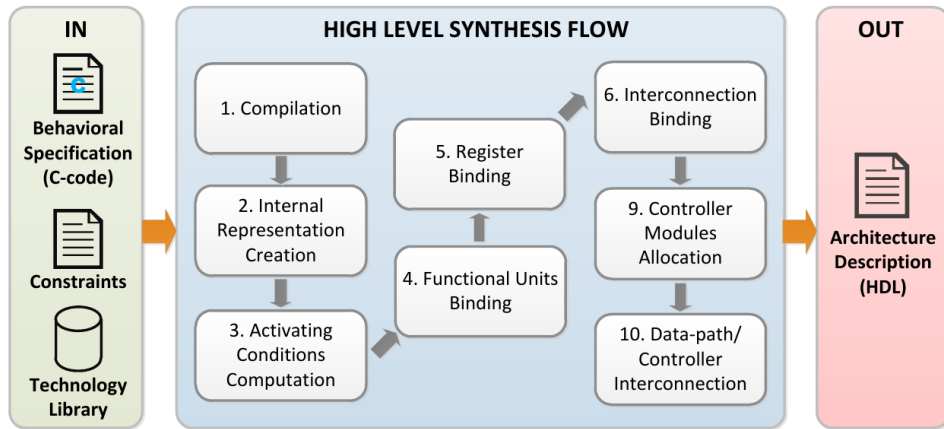 IN
C
Behavioral
Specification
(C-code)
Constraints
Technology
Library
HIGH LEVEL SYNTHESIS FLOW
1. Compilation
2. Internal
Representation
Creation
3. Activating
Conditions
Computation
4. Functional Units
Binding
5. Register
Binding
6. Interconnection
Binding
9. Controller
Modules
Allocation
10. Data-path/
Controller
Interconnection
OUT
Architecture
Description
(HDL)